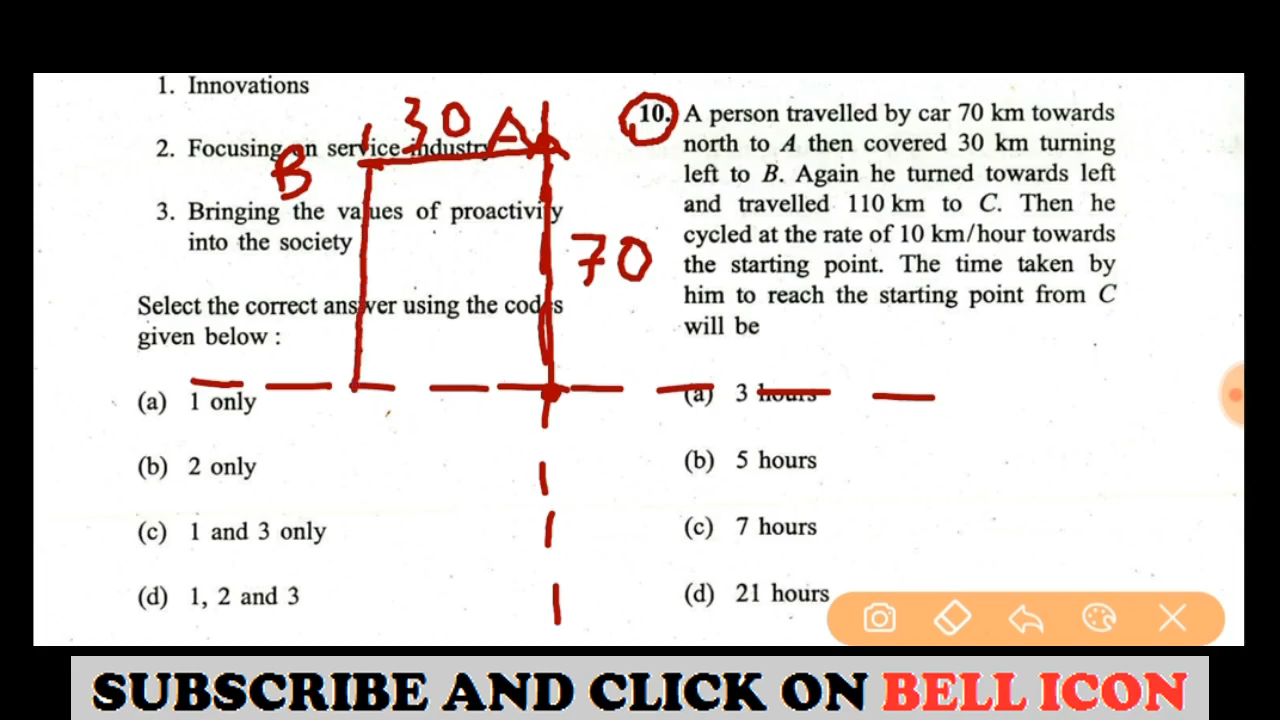 1. Innovations
2. Focusing on service industry
3. Bringing the values of proactivity
into the society
Select the correct answer using the codes
given below :
(a) 1 only
(b) 2 only
(c) 1 and 3 only
(d) 1, 2 and 3
30 A
B
70
10. A person travelled by car 70 km towards
north to A then covered 30 km turning
left to B. Again he turned towards left
and travelled 110 km to C. Then he
cycled at the rate of 10 km/hour towards
the starting point. The time taken by
him to reach the starting point from C
will be
(a) 3 hours
(b) 5 hours
(c) 7 hours
(d) 21 hours
SUBSCRIBE AND CLICK ON BELL ICON